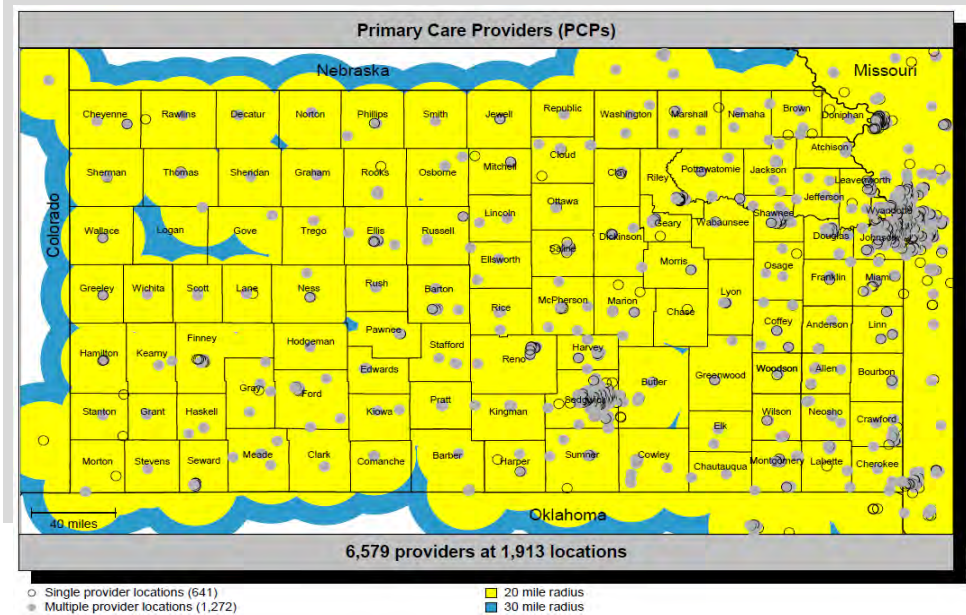 Primary Care Providers (PCPs)
Nebraska
Missouri
Colorado
Oklahoma
Cheyenne Rawlins Decatur Norton Phillips Smith Jewell Republic Washington Marshall Nemaha Brown Doniphan
Atchison
Sherman Thomas Sheridan Graham Rooks Osborne Mitchell Cloud Clay Riley Pottawatomie Jackson
Leavenworth
Jefferson
Wallace Logan Gove Trego Ellis Russell Lincoln Ottawa Geary Wabaunsee Shawnee Wyandotte
Douglas Johnson
Ellsworth Saline Dickinson Morris Osage Franklin Miami
Greeley Wichita Scott Lane Ness Rush Barton Rice McPherson Marion Chase Lyon
Coffey Anderson Linn
Hamilton Kearny Finney Hodgeman Pawnee Stafford Reno Harvey
Edwards Gray Ford Sedgwick Butler Greenwood Woodson Allen Bourbon
Stanton Grant Haskell Kiowa Pratt Kingman Elk Wilson Neosho Crawford
Morton Stevens Seward Meade Clark Comanche Barber Harper Sumner Cowley Chautauqua Montgomery Labette Cherokee
40 miles
6,579 providers at 1,913 locations
Single provider locations (641)
Multiple provider locations (1,272)
20 mile radius
30 mile radius